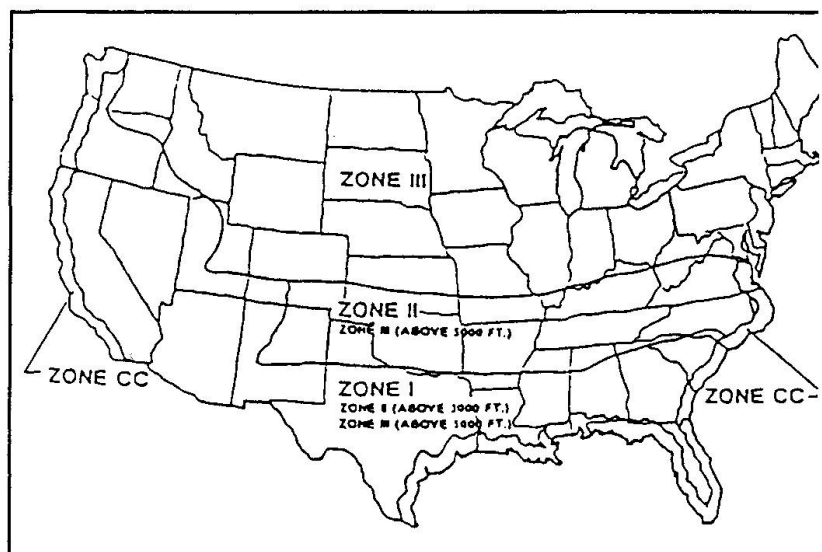 ZONE III
ZONE II
ZONE III (ABOVE 5000 FT.)
ZONE CC
ZONE I
ZONE II (ABOVE 3000 FT.)
ZONE III (ABOVE 5000 FT.)
ZONE CC